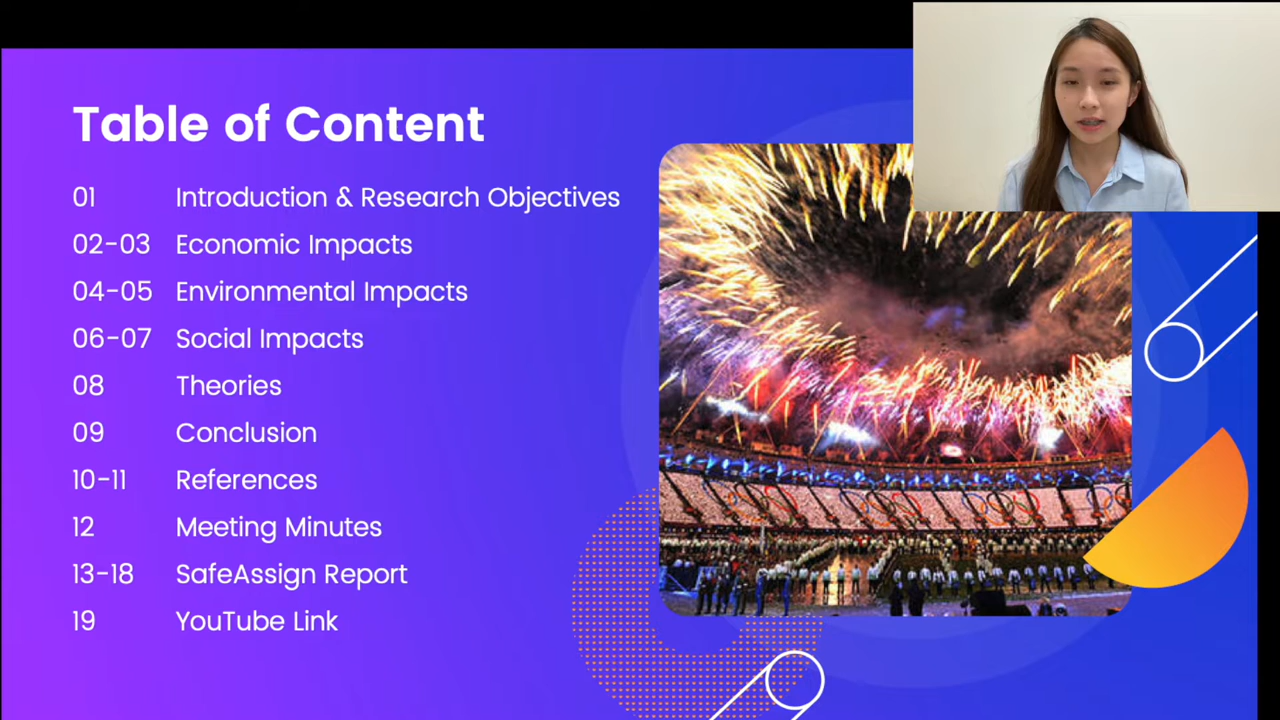 Table of Content
01 Introduction & Research Objectives
02-03 Economic Impacts
04-05 Environmental Impacts
06-07 Social Impacts
08 Theories
09 Conclusion
10-11 References
12 Meeting Minutes
13-18 SafeAssign Report
19 YouTube Link